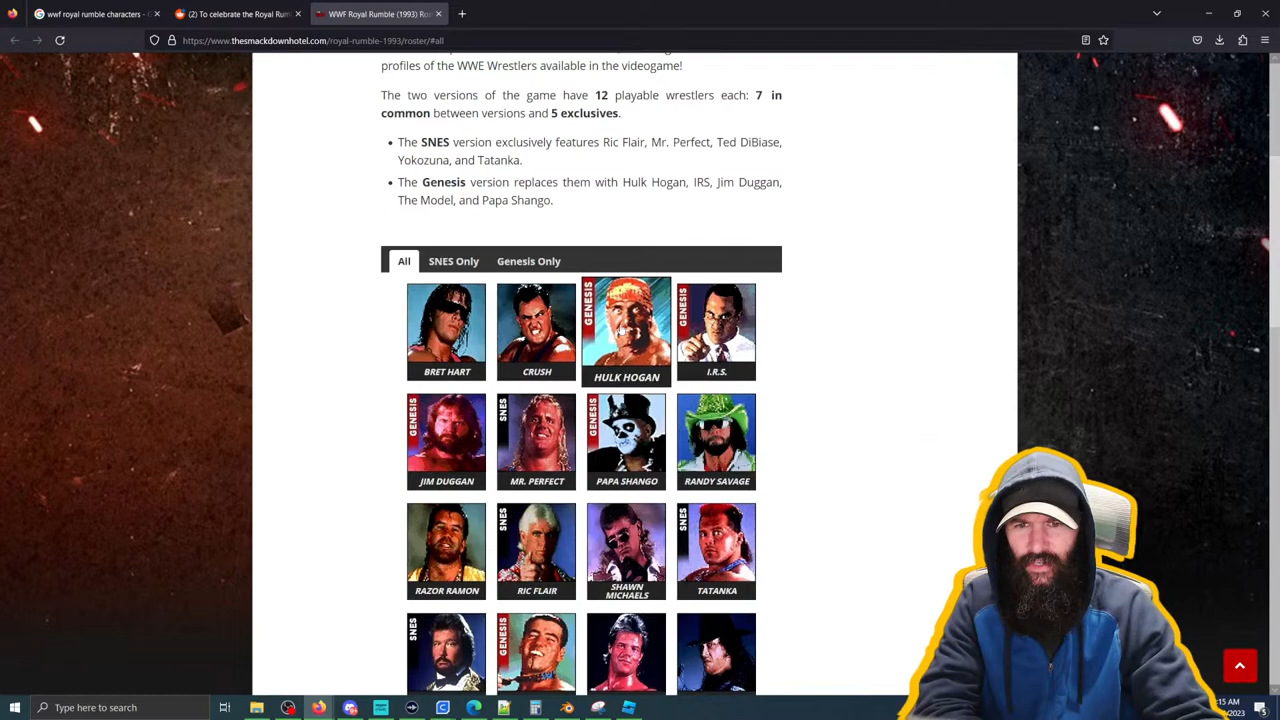 wwf royal rumble characters - G
(2) To celebrate the Royal Rum
WWF Royal Rumble (1993) Ros
https://www.thesmackdownhotel.com/royal-rumble-1993/roster/#all
profiles of the WWE Wrestlers available in the videogame!
The two versions of the game have 12 playable wrestlers each: 7 in
common between versions and 5 exclusives.
The SNES version exclusively features Ric Flair, Mr. Perfect, Ted DiBiase,
Yokozuna, and Tatanka.
The Genesis version replaces them with Hulk Hogan, IRS, Jim Duggan,
The Model, and Papa Shango.
All SNES Only Genesis Only
GENESIS GENESIS
BRET HART CRUSH HULK HOGAN I.R.S.
GENESIS SNES GENESIS
JIM DUGGAN MR. PERFECT PAPA SHANGO RANDY SAVAGE
SNES SNES
RAZOR RAMON RIC FLAIR SHAWN
MICHAELS TATANKA
SNES GENESIS
Type here to search